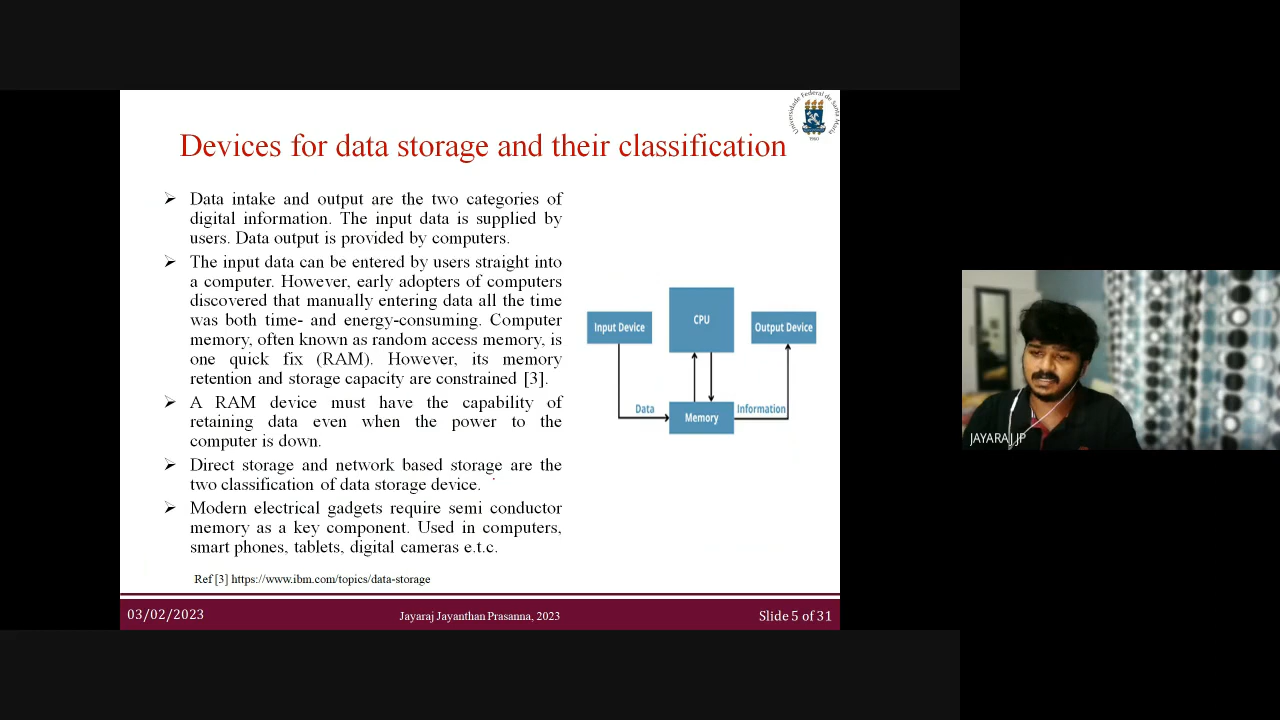 Universidade Federal de Santa Maria
1960
Devices for data storage and their classification
➢ Data intake and output are the two categories of
digital information. The input data is supplied by
users. Data output is provided by computers.
➢ The input data can be entered by users straight into
a computer. However, early adopters of computers
discovered that manually entering data all the time
was both time- and energy-consuming. Computer
memory, often known as random access memory, is
one quick fix (RAM). However, its memory
retention and storage capacity are constrained [3].
➢ A RAM device must have the capability of
retaining data even when the power to the
computer is down.
➢ Direct storage and network based storage are the
two classification of data storage device.
➢ Modern electrical gadgets require semi conductor
memory as a key component. Used in computers,
smart phones, tablets, digital cameras e.t.c.
Ref [3] https://www.ibm.com/topics/data-storage
Input Device
CPU
Output Device
Data
Memory
Information
03/02/2023
Jayaraj Jayanthan Prasanna, 2023
Slide 5 of 31
JAYARAJ JP